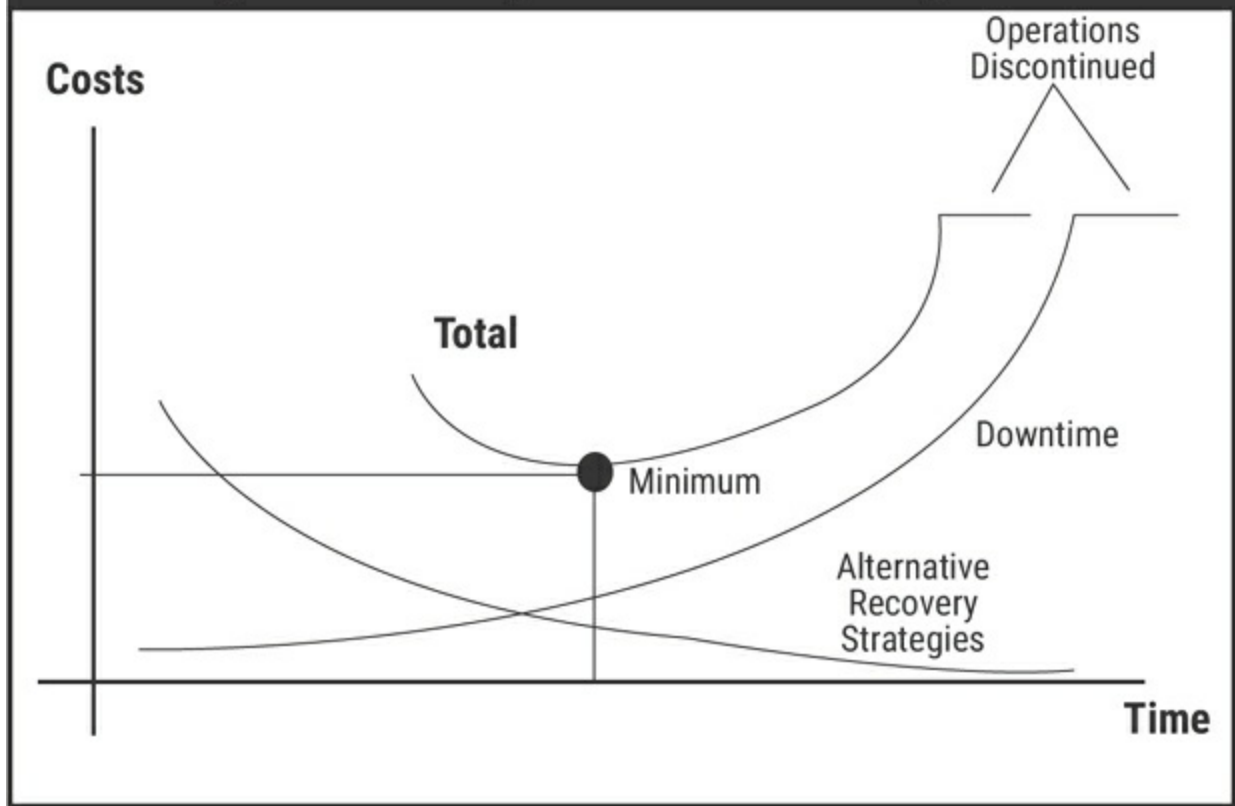 Operations
Discontinued
Costs
Total
Downtime
Minimum
Alternative
Recovery
Strategies
Time